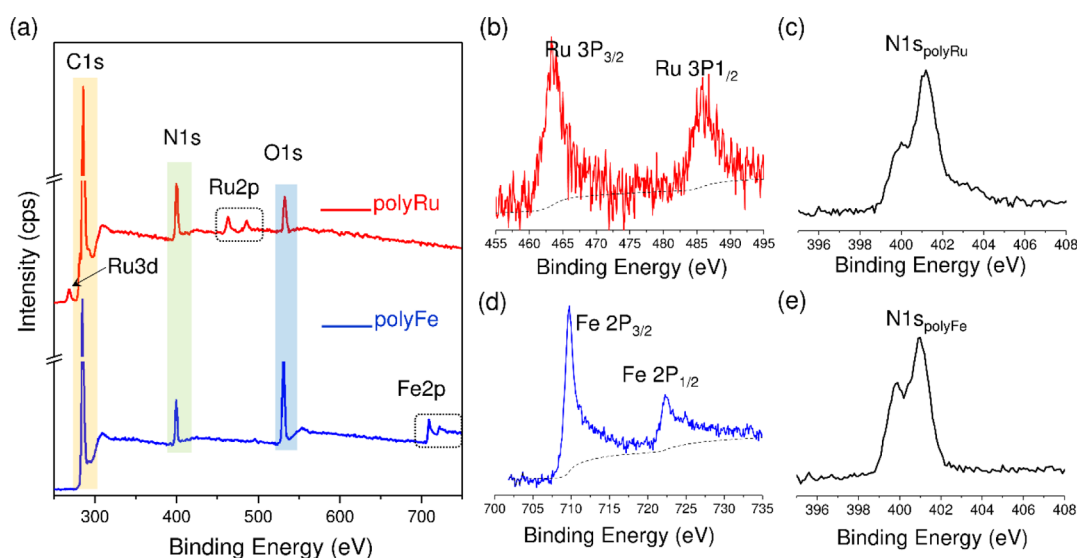 (a)
C1s
N1s
O1s
Ru2p
polyRu
Ru3d
polyFe
Fe2p
Intensity (cps)
300 400 500 600 700
Binding Energy (eV)
(b)
Ru 3P3/2
Ru 3P1/2
455 460 465 470 475 480 485 490 495
Binding Energy (eV)
(c)
N1spolyRu
396 398 400 402 404 406 408
Binding Energy (eV)
(d)
Fe 2P3/2
Fe 2P1/2
700 705 710 715 720 725 730 735
Binding Energy (eV)
(e)
N1spolyFe
396 398 400 402 404 406 408
Binding Energy (eV)